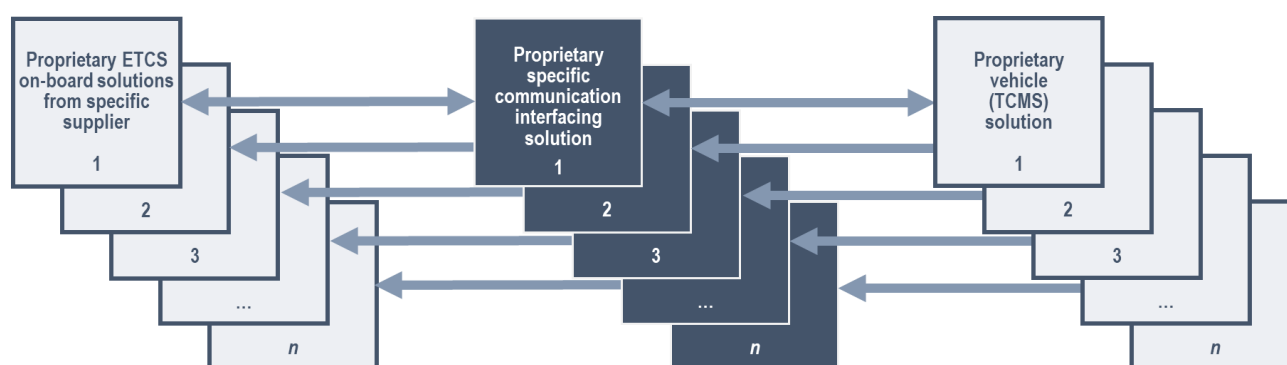 Proprietary ETCS
on-board solutions
from specific
supplier
1
2
3
...
n
Proprietary
specific
communication
interfacing
solution
1
2
3
...
n
Proprietary
vehicle
(TCMS)
solution
1
2
3
...
n